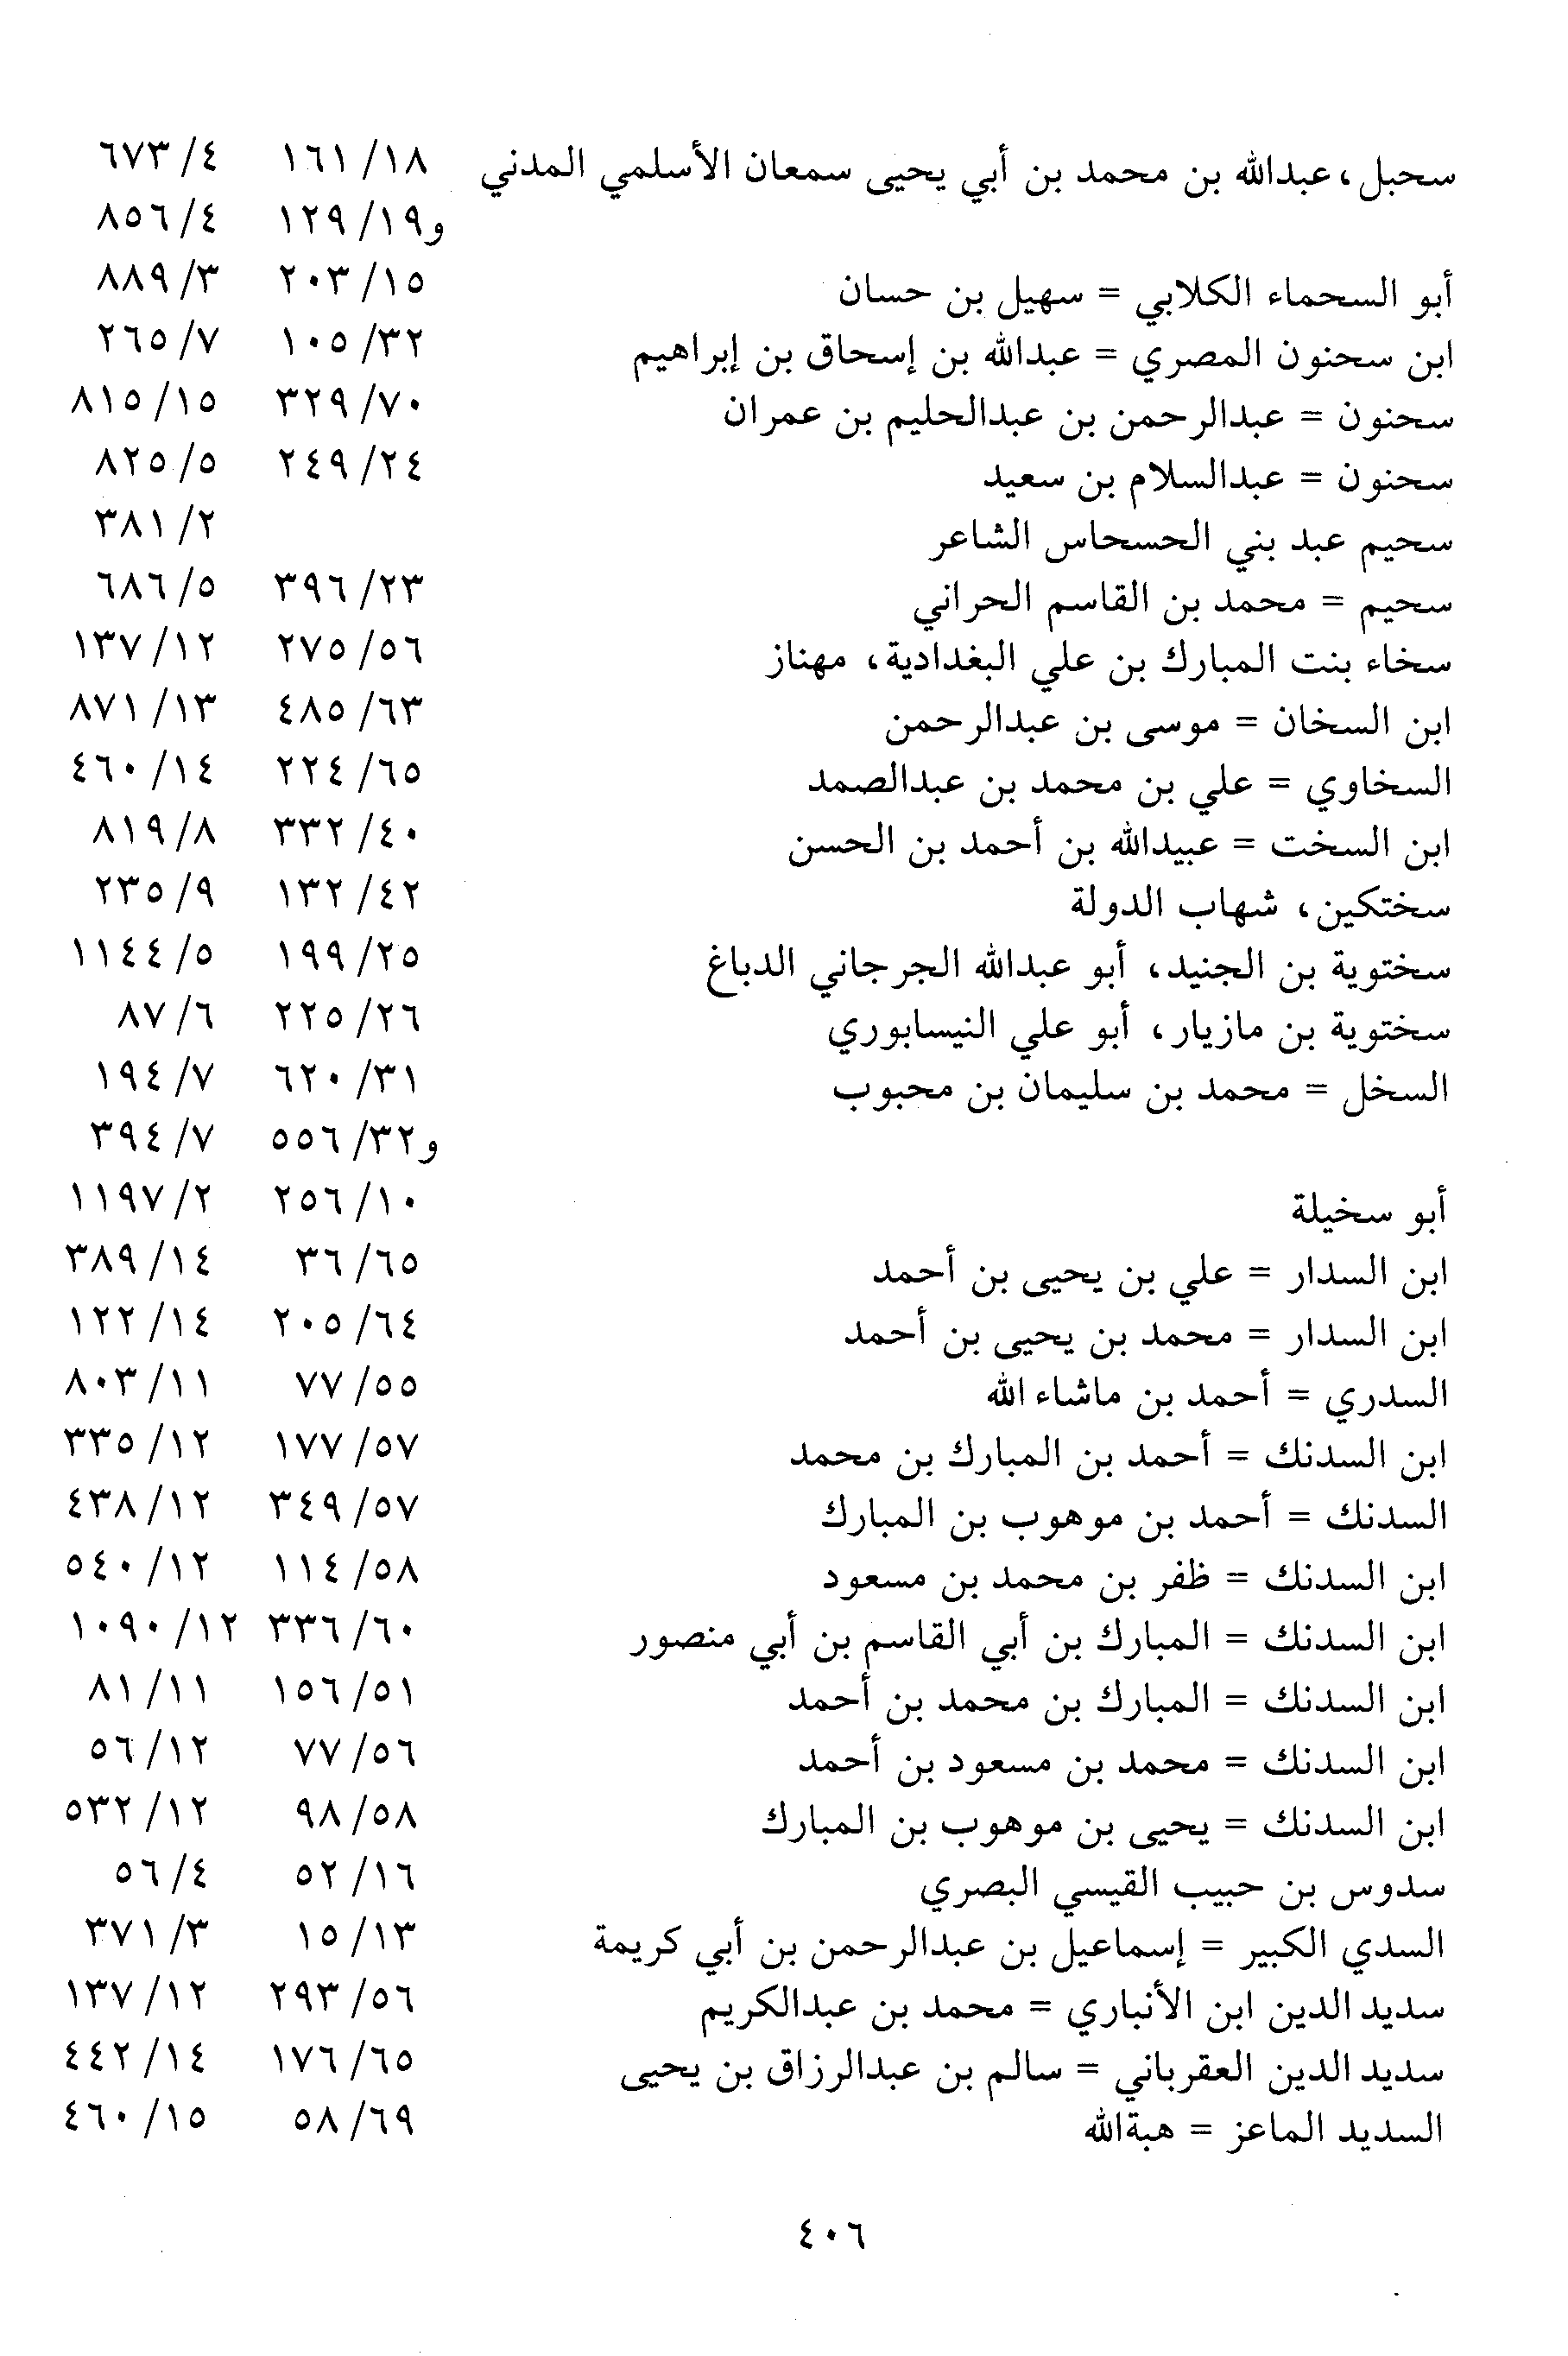 سحبل، عبدالله بن محمد بن أبي يحيى سمعان الأسلمي المدني ١٨/ ١٦١ ٤/ ٦٧٣
و١٩/ ١٢٩ ٤/ ٨٥٦
أبو السحماء الكلابي = سهيل بن حسان ١٥/ ٢٠٣ ٣/ ٨٨٩
ابن سحنون المصري = عبدالله بن إسحاق بن إبراهيم ٣٢/ ١٠٥ ٧/ ٢٦٥
سحنون = عبدالرحمن بن عبدالحليم بن عمران ٧٠/ ٣٢٩ ١٥/ ٨١٥
سحنون = عبدالسلام بن سعيد ٢٤/ ٢٤٩ ٥/ ٨٢٥
سحيم عبد بني الحسحاس الشاعر ٢/ ٣٨١
سحيم = محمد بن القاسم الحراني ٢٣/ ٣٩٦ ٥/ ٦٨٦
سخاء بنت المبارك بن علي البغدادية، مهناز ٥٦/ ٢٧٥ ١٢/ ١٣٧
ابن السخان = موسى بن عبدالرحمن ٦٣/ ٤٨٥ ١٣/ ٨٧١
السخاوي = علي بن محمد بن عبدالصمد ٦٥/ ٢٢٤ ١٤/ ٤٦٠
ابن السخت = عبيدالله بن أحمد بن الحسن ٤٠/ ٣٣٢ ٨/ ٨١٩
سختكين، شهاب الدولة ٤٢/ ١٣٢ ٩/ ٢٣٥
سختوية بن الجنيد، أبو عبدالله الجرجاني الدباغ ٢٥/ ١٩٩ ٥/ ١١٤٤
سختوية بن مازيار، أبو علي النيسابوري ٢٦/ ٢٢٥ ٦/ ٨٧
السخل = محمد بن سليمان بن محبوب ٣١/ ٦٢٠ ٧/ ١٩٤
و٣٢/ ٥٥٦ ٧/ ٣٩٤
أبو سخيلة ١٠/ ٢٥٦ ٢/ ١١٩٧
ابن السدار = علي بن يحيى بن أحمد ٦٥/ ٣٦ ١٤/ ٣٨٩
ابن السدار = محمد بن يحيى بن أحمد ٦٤/ ٢٠٥ ١٤/ ١٢٢
السدري = أحمد بن ماشاء الله ٥٥/ ٧٧ ١١/ ٨٠٣
ابن السدنك = أحمد بن المبارك بن محمد ٥٧/ ١٧٧ ١٢/ ٣٣٥
السدنك = أحمد بن موهوب بن المبارك ٥٧/ ٣٤٩ ١٢/ ٤٣٨
ابن السدنك = ظفر بن محمد بن مسعود ٥٨/ ١١٤ ١٢/ ٥٤٠
ابن السدنك = المبارك بن أبي القاسم بن أبي منصور ٦٠/ ٣٣٦ ١٢/ ١٠٩٠
ابن السدنك = المبارك بن محمد بن أحمد ٥١/ ١٥٦ ١١/ ٨١
ابن السدنك = محمد بن مسعود بن أحمد ٥٦/ ٧٧ ١٢/ ٥٦
ابن السدنك = يحيى بن موهوب بن المبارك ٥٨/ ٩٨ ١٢/ ٥٣٢
سدوس بن حبيب القيسي البصري ١٦/ ٥٢ ٤/ ٥٦
السدي الكبير = إسماعيل بن عبدالرحمن بن أبي كريمة ١٣/ ١٥ ٣/ ٣٧١
سديد الدين ابن الأنباري = محمد بن عبدالكريم ٥٦/ ٢٩٣ ١٢/ ١٣٧
سديد الدين العقرباني = سالم بن عبدالرزاق بن يحيى ٦٥/ ١٧٦ ١٤/ ٤٤٢
السديد الماعز = هبةالله ٦٩/ ٥٨ ١٥/ ٤٦٠
٤٠٦